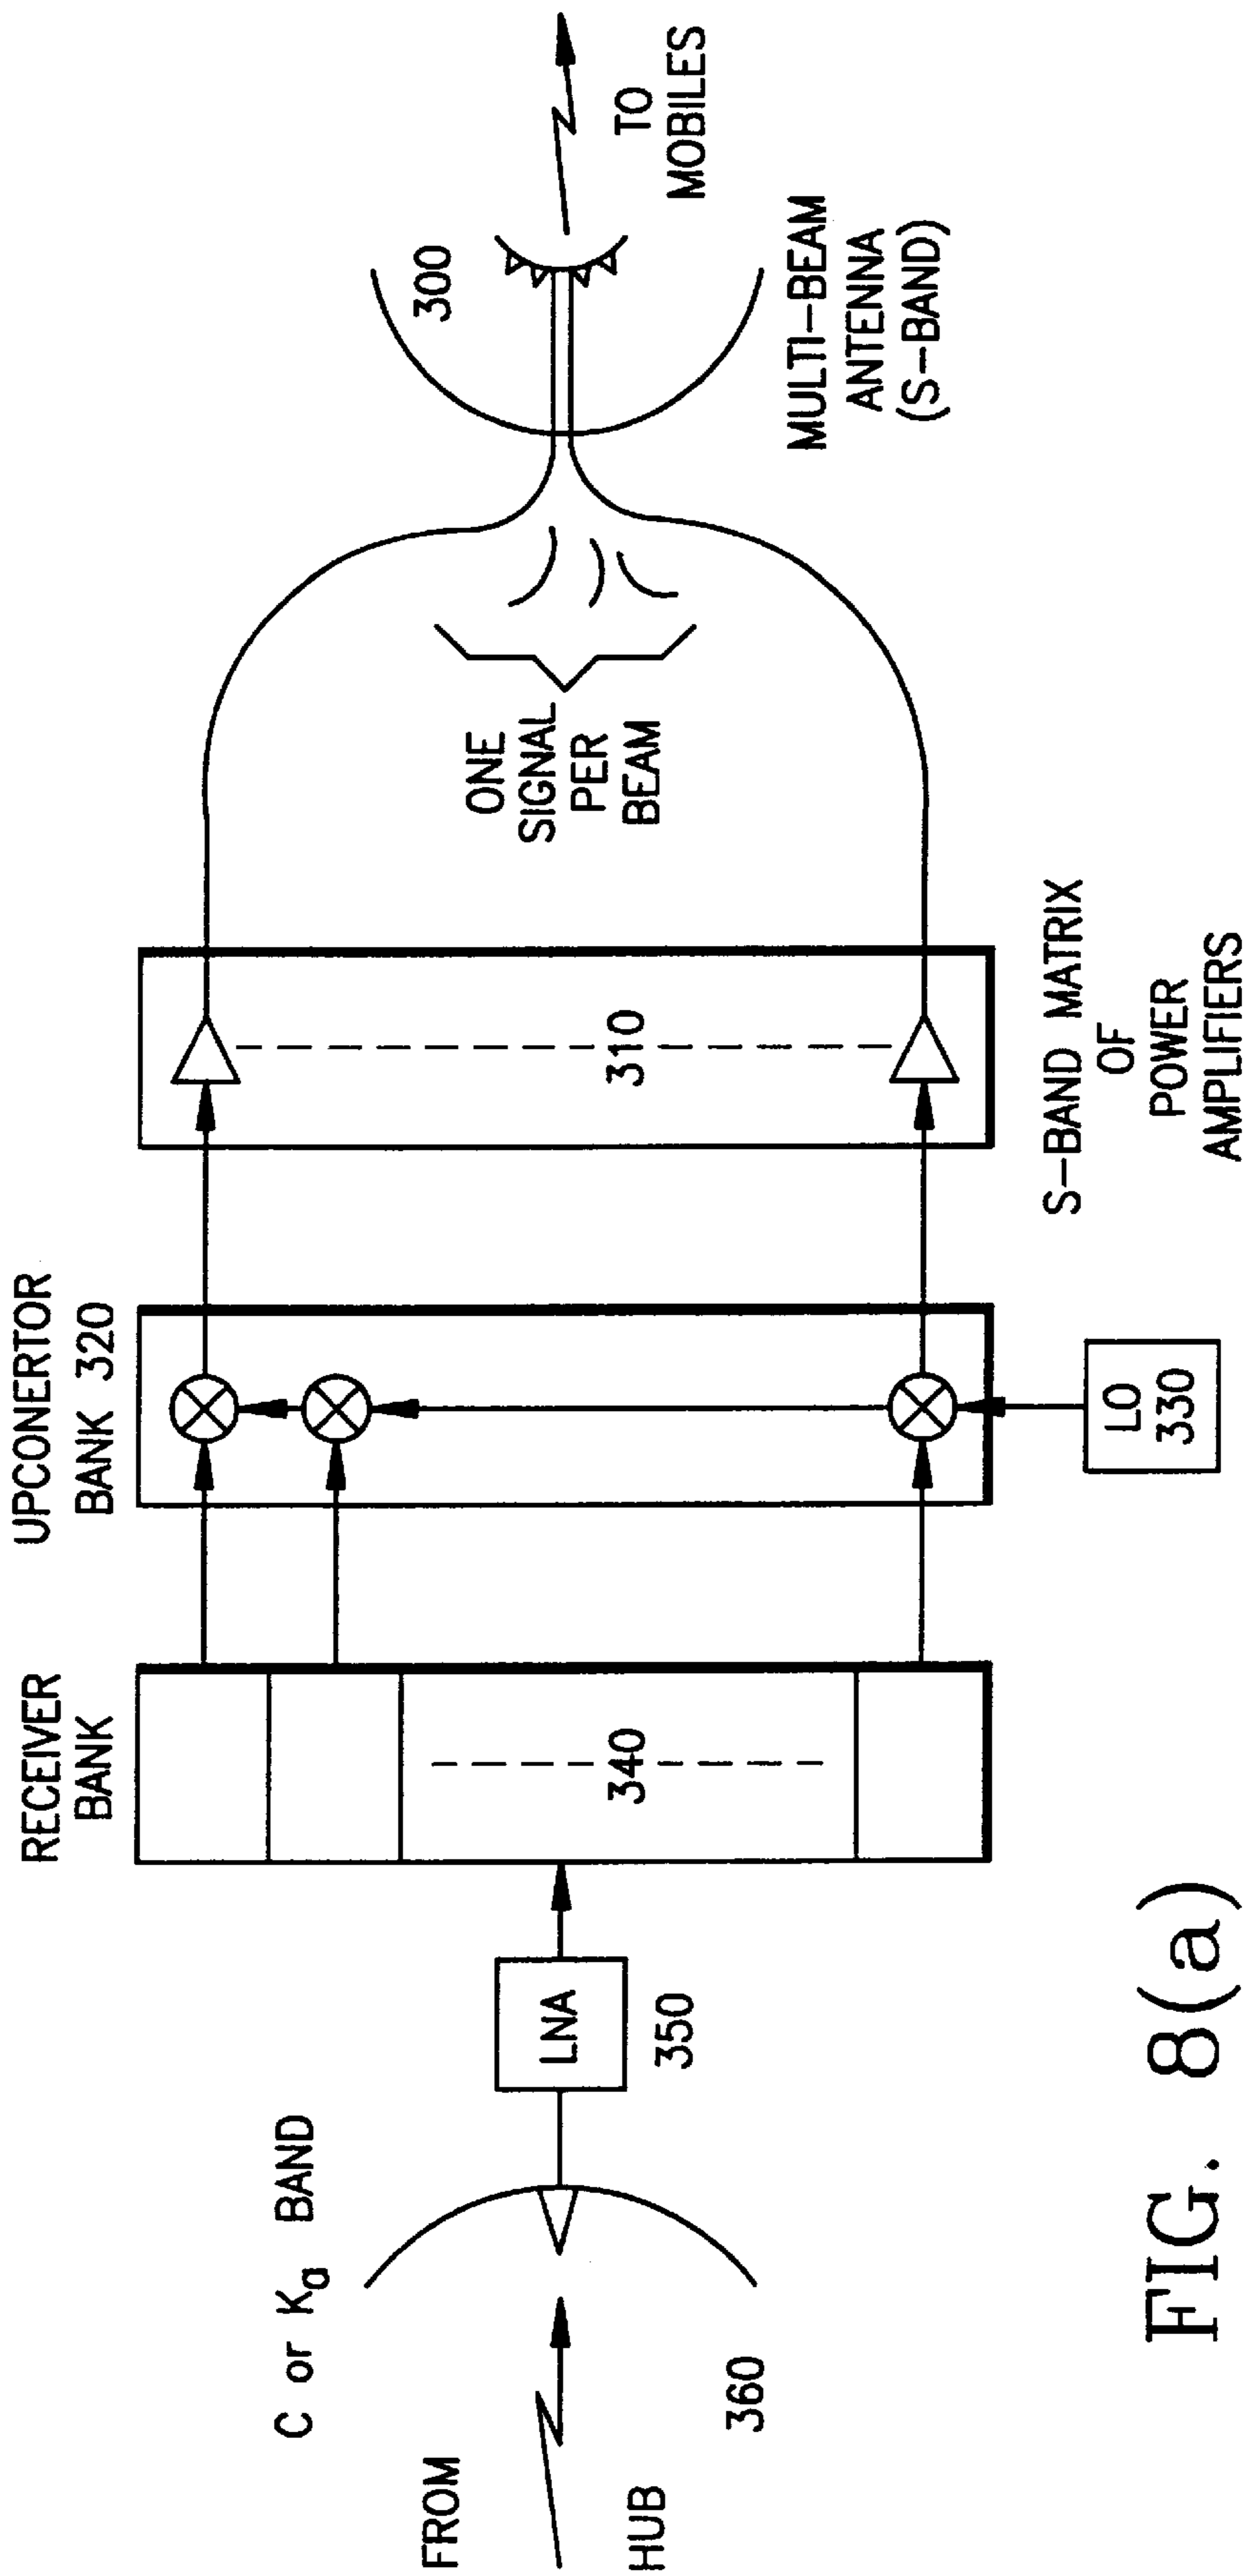 FROM
HUB
C or Ka BAND
360
LNA
350
RECEIVER
BANK
340
UPCONERTOR
BANK 320
LO
330
310
S-BAND MATRIX
OF
POWER
AMPLIFIERS
ONE
SIGNAL
PER
BEAM
300
MULTI-BEAM
ANTENNA
(S-BAND)
TO
MOBILES
FIG. 8(a)